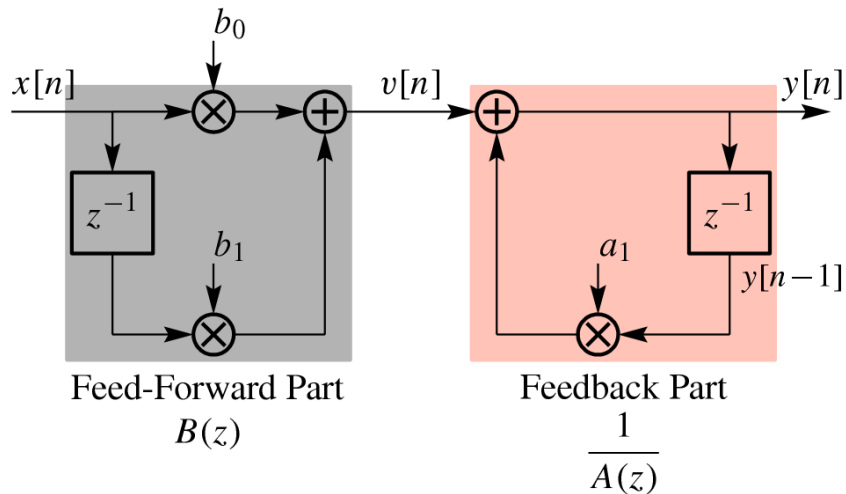 b₀
x[n]
v[n]
y[n]
z⁻¹
z⁻¹
b₁
a₁
y[n−1]
Feed-Forward Part
B(z)
Feedback Part
1
A(z)